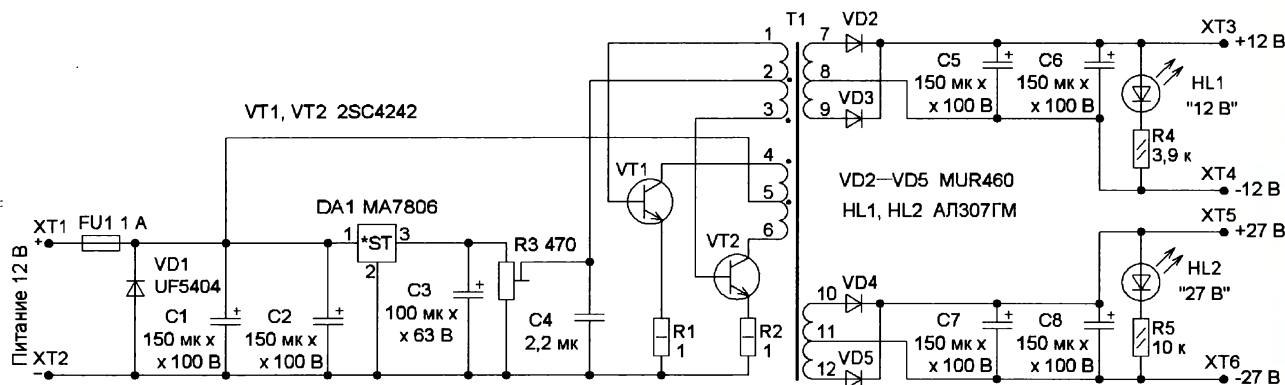 T1
VD2
XT3
+12 В
1
7
C5
150 мк х
х 100 В
C6
150 мк х
х 100 В
2
8
HL1
"12 В"
VT1, VT2 2SC4242
3
9
VD3
R4
3,9 к
VT1
4
VD2—VD5 MUR460
HL1, HL2 АЛ307ГМ
XT4
-12 В
5
XT1
+
FU1 1 А
DA1 MA7806
1
*ST
3
2
R3 470
VT2
6
XT5
+27 В
Питание 12 В
VD1
UF5404
C3
100 мк х
х 63 В
VD4
10
HL2
"27 В"
C1
150 мк х
х 100 В
C2
150 мк х
х 100 В
C4
2,2 мк
R1
1
R2
1
11
C7
150 мк х
х 100 В
C8
150 мк х
х 100 В
R5
10 к
XT2
−
12
VD5
XT6
-27 В
+
+
+
+
+
+
+